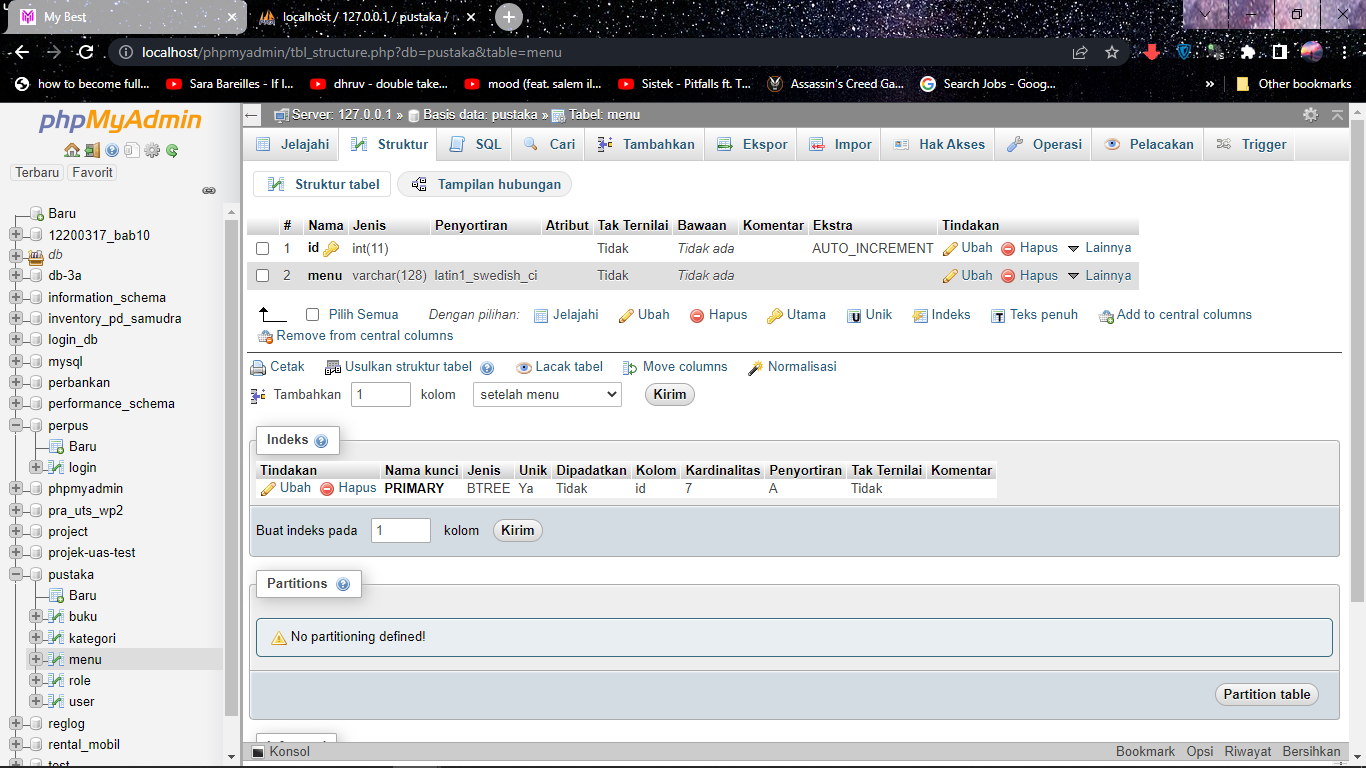 My Best
localhost / 127.0.0.1 / pustaka /
localhost/phpmyadmin/tbl_structure.php?db=pustaka&table=menu
how to become full...
Sara Bareilles - If I...
dhruv - double take...
mood (feat. salem il...
Sistek - Pitfalls ft. T...
Assassin's Creed Ga...
Search Jobs - Goog...
»
Other bookmarks
phpMyAdmin
Terbaru Favorit
Baru
12200317_bab10
db
db-3a
information_schema
inventory_pd_samudra
login_db
mysql
perbankan
performance_schema
perpus
Baru
login
phpmyadmin
pra_uts_wp2
project
projek-uas-test
pustaka
Baru
buku
kategori
menu
role
user
reglog
rental_mobil
test
Server: 127.0.0.1 » Basis data: pustaka » Tabel: menu
Jelajahi Struktur SQL Cari Tambahkan Ekspor Impor Hak Akses Operasi Pelacakan Trigger
Struktur tabel Tampilan hubungan
# Nama Jenis Penyortiran Atribut Tak Ternilai Bawaan Komentar Ekstra Tindakan
1 id int(11) Tidak Tidak ada AUTO_INCREMENT Ubah Hapus Lainnya
2 menu varchar(128) latin1_swedish_ci Tidak Tidak ada Ubah Hapus Lainnya
Pilih Semua Dengan pilihan: Jelajahi Ubah Hapus Utama Unik Indeks Teks penuh Add to central columns
Remove from central columns
Cetak Usulkan struktur tabel Lacak tabel Move columns Normalisasi
Tambahkan 1 kolom setelah menu Kirim
Indeks
Tindakan Nama kunci Jenis Unik Dipadatkan Kolom Kardinalitas Penyortiran Tak Ternilai Komentar
Ubah Hapus PRIMARY BTREE Ya Tidak id 7 A Tidak
Buat indeks pada 1 kolom Kirim
Partitions
No partitioning defined!
Partition table
Konsol
Bookmark Opsi Riwayat Bersihkan